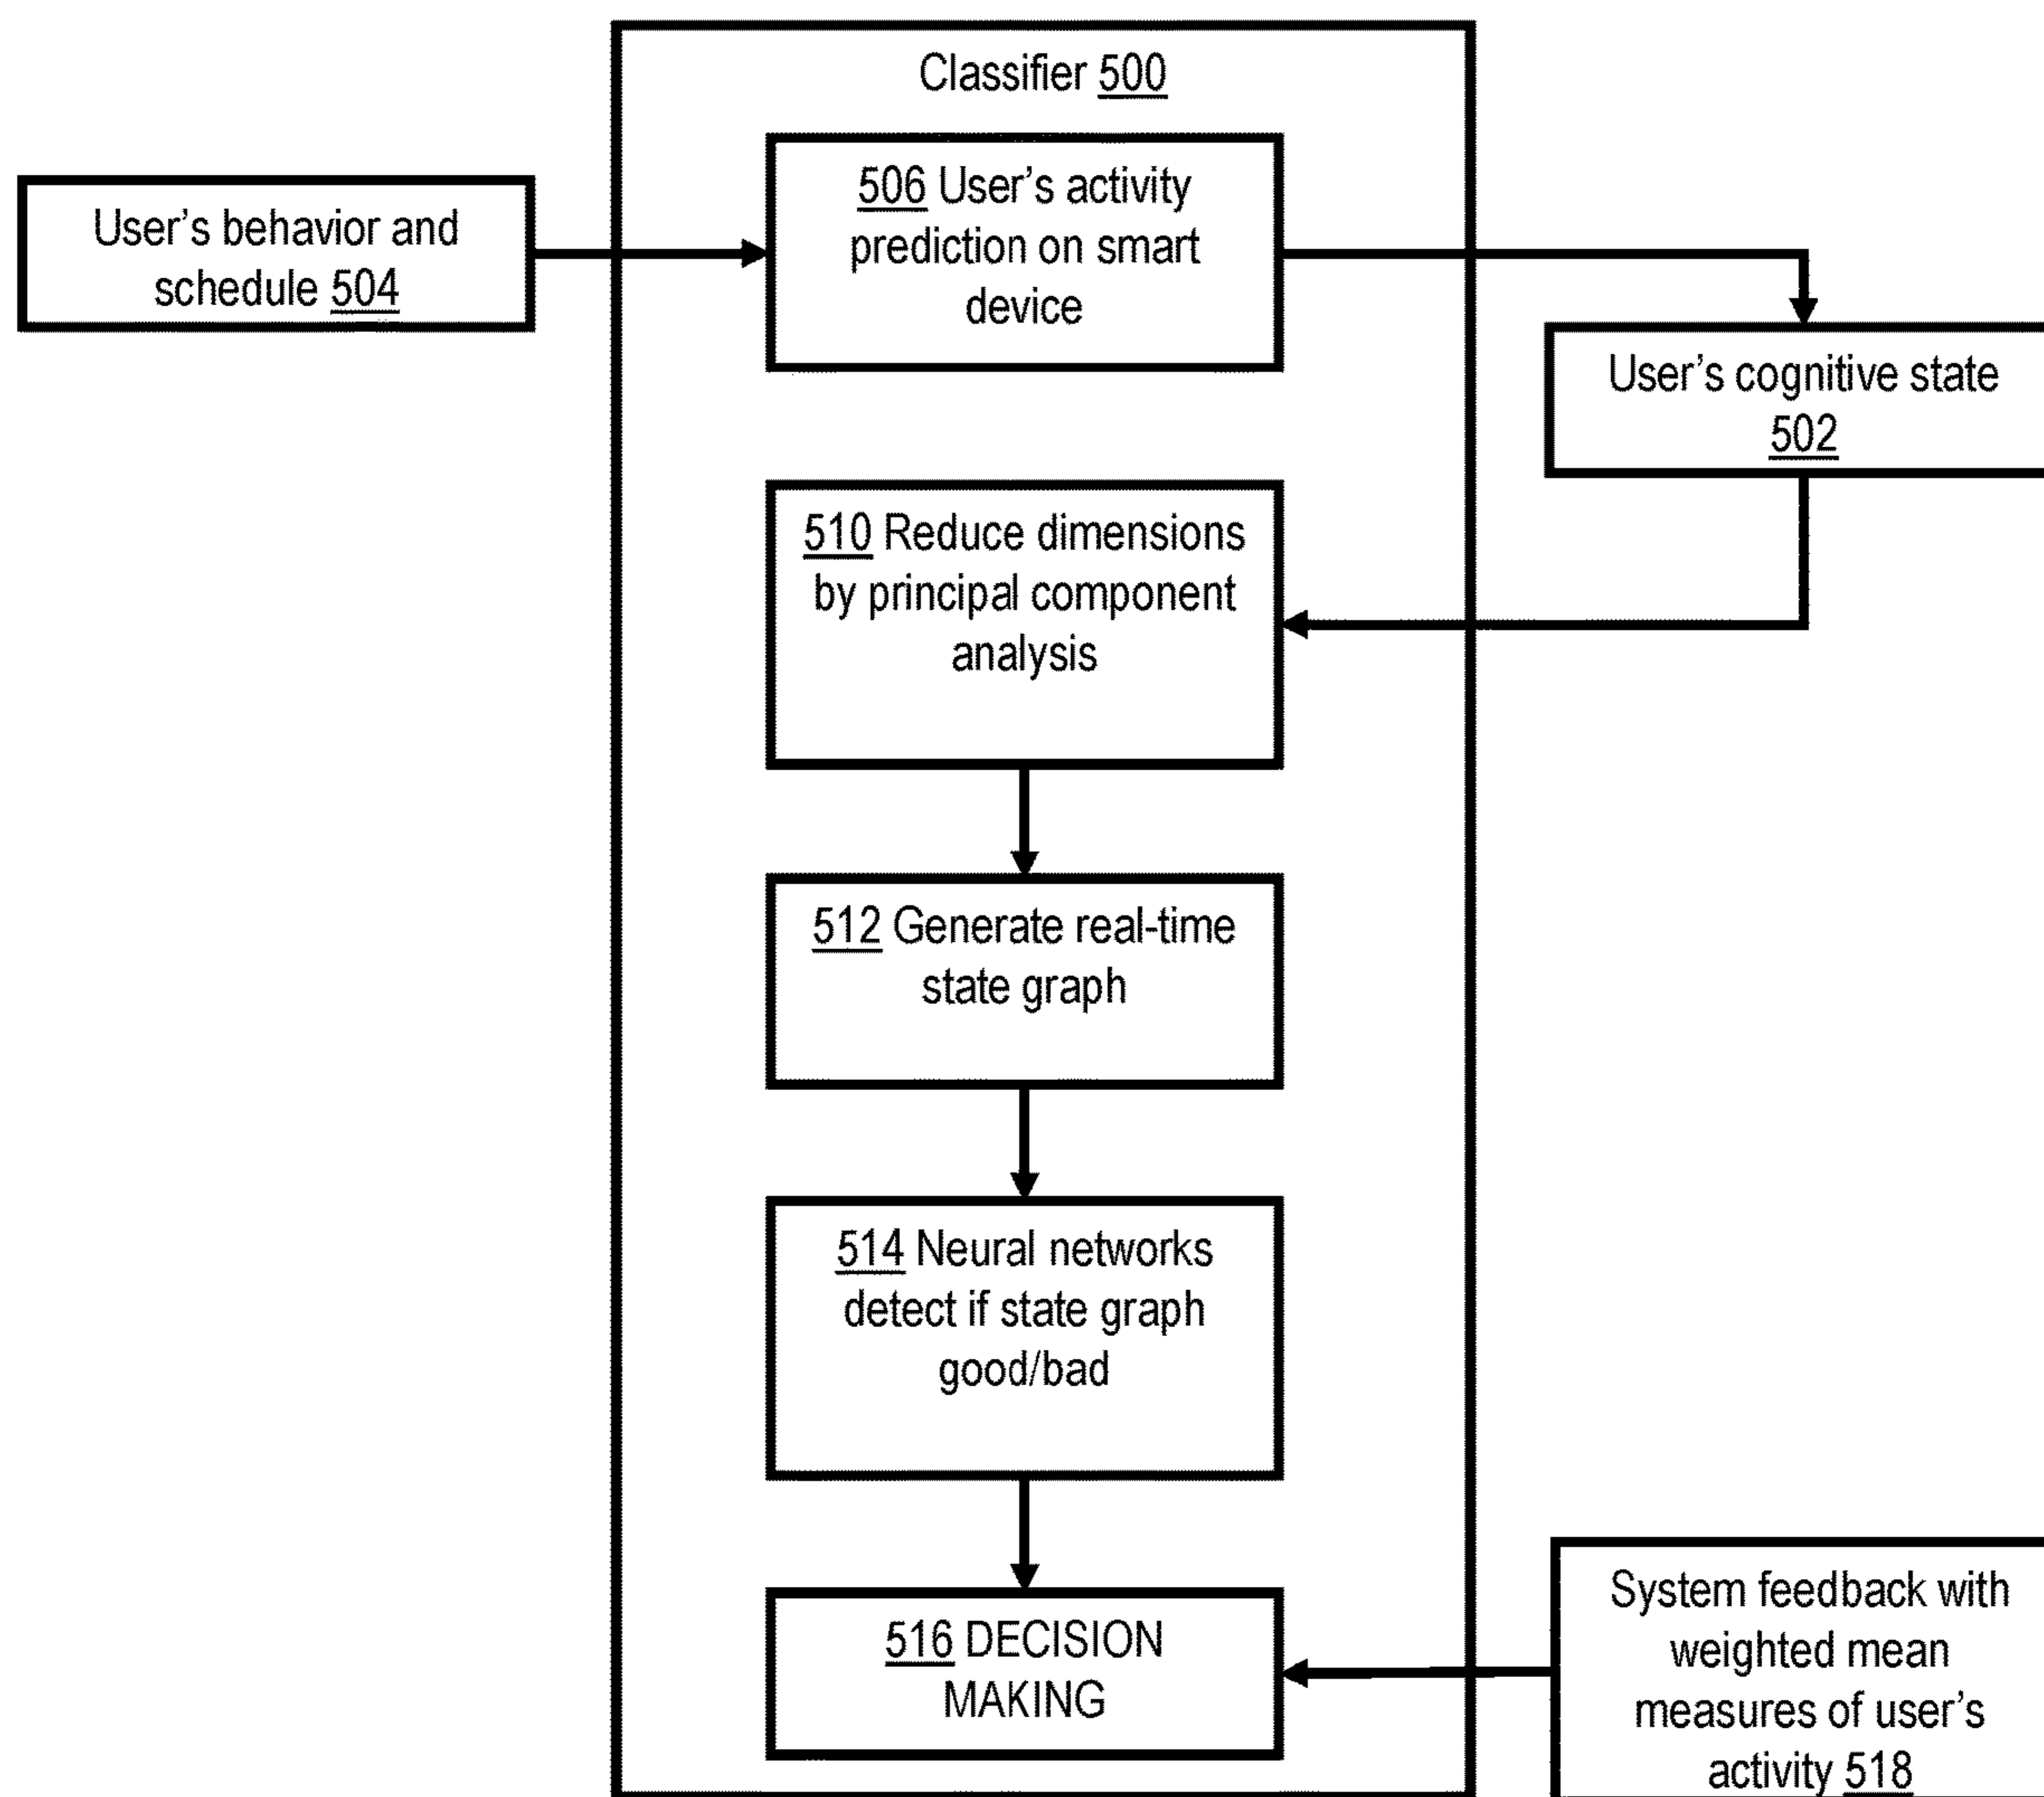 Classifier 500
User's behavior and
schedule 504
506 User's activity
prediction on smart
device
User's cognitive state
502
510 Reduce dimensions
by principal component
analysis
512 Generate real-time
state graph
514 Neural networks
detect if state graph
good/bad
516 DECISION
MAKING
System feedback with
weighted mean
measures of user's
activity 518